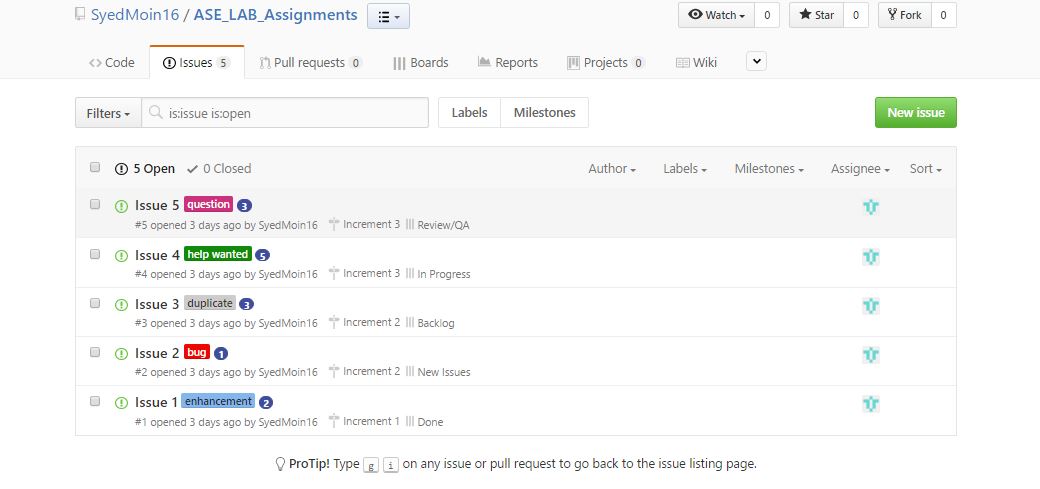 SyedMoin16 / ASE_LAB_Assignments Watch 0 Star 0 Fork 0
Code Issues 5 Pull requests 0 Boards Reports Projects 0 Wiki
Filters is:issue is:open Labels Milestones New issue
5 Open 0 Closed Author Labels Milestones Assignee Sort
Issue 5 question 3
#5 opened 3 days ago by SyedMoin16 Increment 3 Review/QA
Issue 4 help wanted 5
#4 opened 3 days ago by SyedMoin16 Increment 3 In Progress
Issue 3 duplicate 3
#3 opened 3 days ago by SyedMoin16 Increment 2 Backlog
Issue 2 bug 1
#2 opened 3 days ago by SyedMoin16 Increment 2 New Issues
Issue 1 enhancement 2
#1 opened 3 days ago by SyedMoin16 Increment 1 Done
ProTip! Type g i on any issue or pull request to go back to the issue listing page.